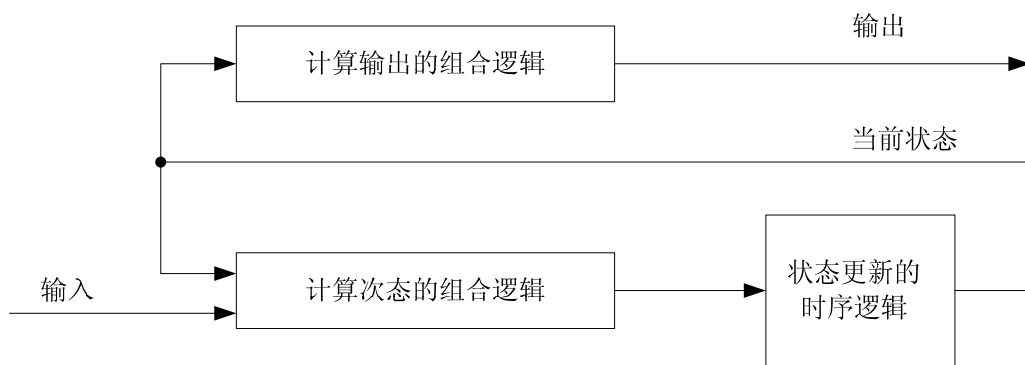 输出
计算输出的组合逻辑
当前状态
输入
计算次态的组合逻辑
状态更新的
时序逻辑